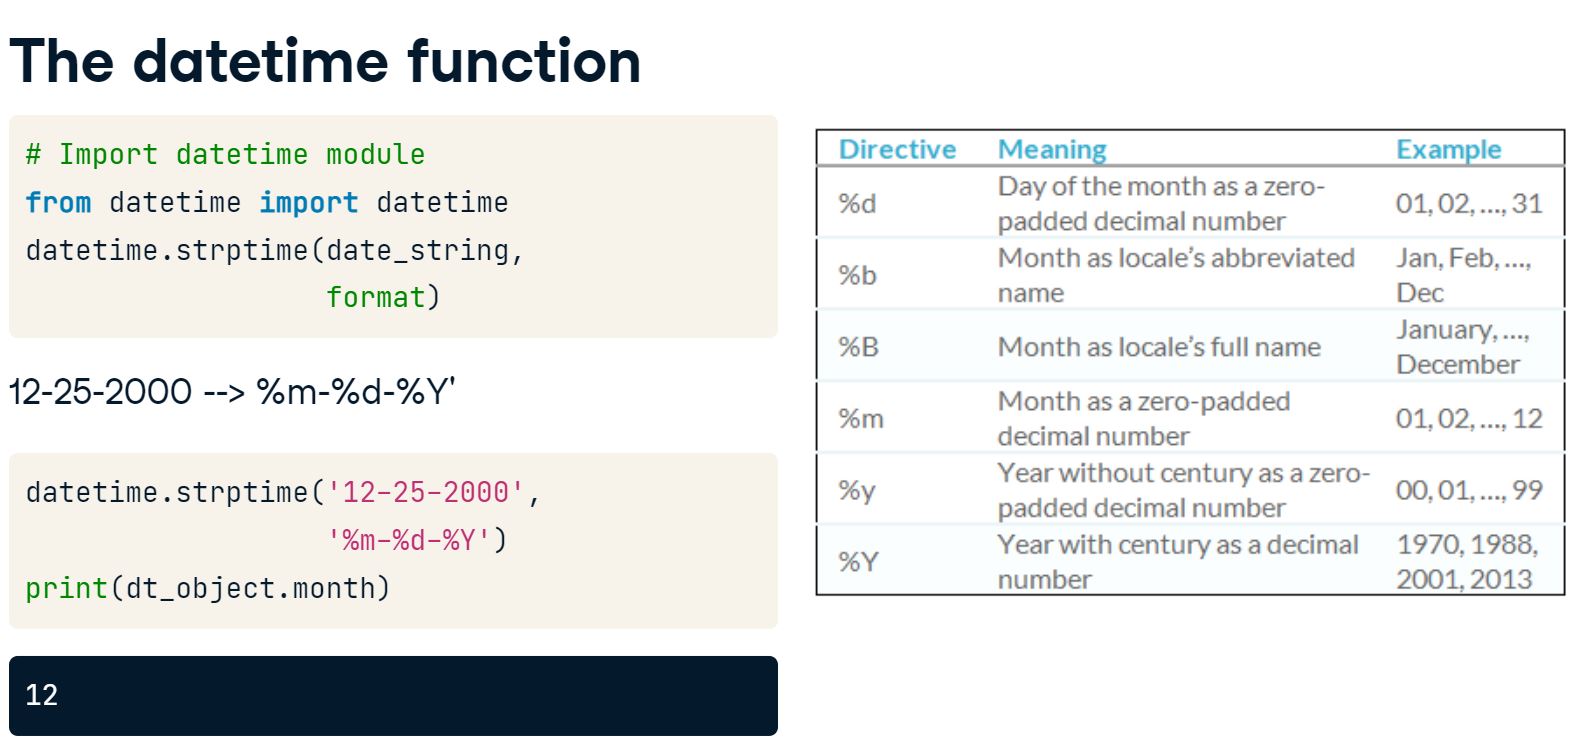 The datetime function
# Import datetime module
from datetime import datetime
datetime.strptime(date_string,
format)
12-25-2000 --> %m-%d-%Y'
datetime.strptime('12-25-2000',
'%m-%d-%Y')
print(dt_object.month)
12
Directive Meaning Example
%d Day of the month as a zero-
padded decimal number 01, 02, ..., 31
%b Month as locale's abbreviated
name Jan, Feb, ...,
Dec
%B Month as locale's full name January, ...,
December
%m Month as a zero-padded
decimal number 01, 02, ..., 12
%y Year without century as a zero-
padded decimal number 00, 01, ..., 99
%Y Year with century as a decimal
number 1970, 1988,
2001, 2013